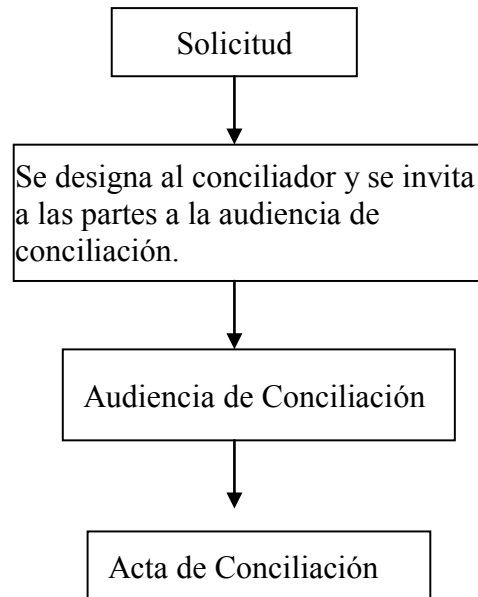 Solicitud
Se designa al conciliador y se invita
a las partes a la audiencia de
conciliación.
Audiencia de Conciliación
Acta de Conciliación